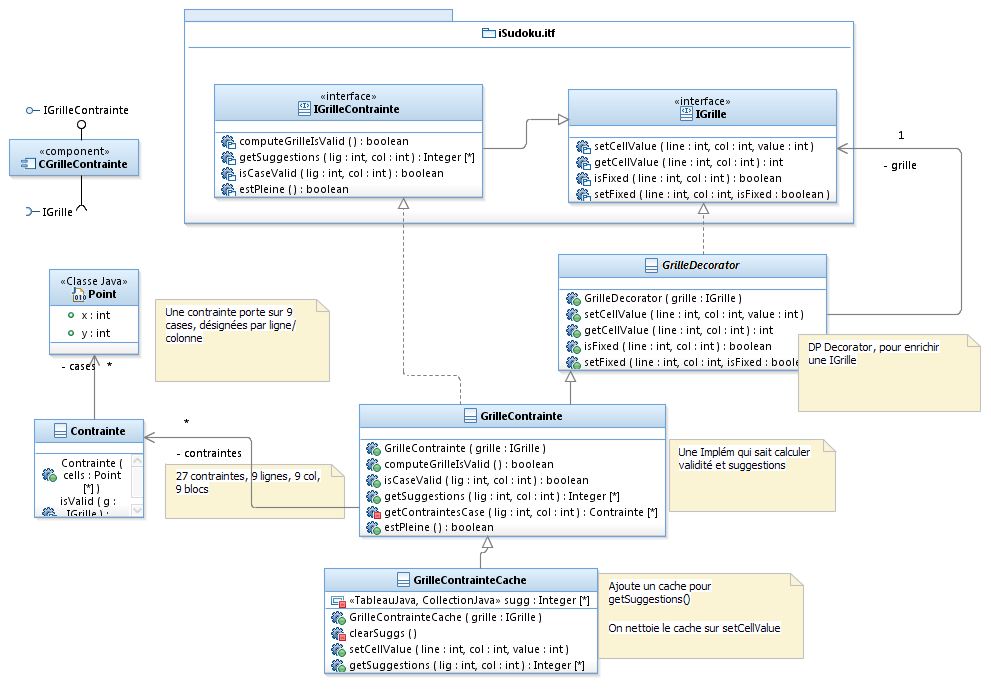 iSudoku.itf
«interface»
IGrilleContrainte
computeGrilleIsValid ( ) : boolean
getSuggestions ( lig : int, col : int ) : Integer [*]
isCaseValid ( lig : int, col : int ) : boolean
estPleine ( ) : boolean
«interface»
IGrille
setCellValue ( line : int, col : int, value : int )
getCellValue ( line : int, col : int ) : int
isFixed ( line : int, col : int ) : boolean
setFixed ( line : int, col : int, isFixed : boolean )
1
- grille
IGrilleContrainte
«component»
CGrilleContrainte
IGrille
GrilleDecorator
GrilleDecorator ( grille : IGrille )
setCellValue ( line : int, col : int, value : int )
getCellValue ( line : int, col : int ) : int
isFixed ( line : int, col : int ) : boolean
setFixed ( line : int, col : int, isFixed : boole
DP Decorator, pour enrichir
une IGrille
«Classe Java»
Point
x : int
y : int
Une contrainte porte sur 9
cases, désignées par ligne/
colonne
- cases
*
Contrainte
Contrainte (
cells : Point
[*] )
isValid ( g :
IGrille ) :
*
- contraintes
27 contraintes, 9 lignes, 9 col,
9 blocs
GrilleContrainte
GrilleContrainte ( grille : IGrille )
computeGrilleIsValid ( ) : boolean
isCaseValid ( lig : int, col : int ) : boolean
getSuggestions ( lig : int, col : int ) : Integer [*]
getContraintesCase ( lig : int, col : int ) : Contrainte [*]
estPleine ( ) : boolean
Une Implém qui sait calculer
validité et suggestions
GrilleContrainteCache
«TableauJava, CollectionJava» sugg : Integer [*]
GrilleContrainteCache ( grille : IGrille )
clearSuggs ( )
setCellValue ( line : int, col : int, value : int )
getSuggestions ( lig : int, col : int ) : Integer [*]
Ajoute un cache pour
getSuggestions()
On nettoie le cache sur setCellValue